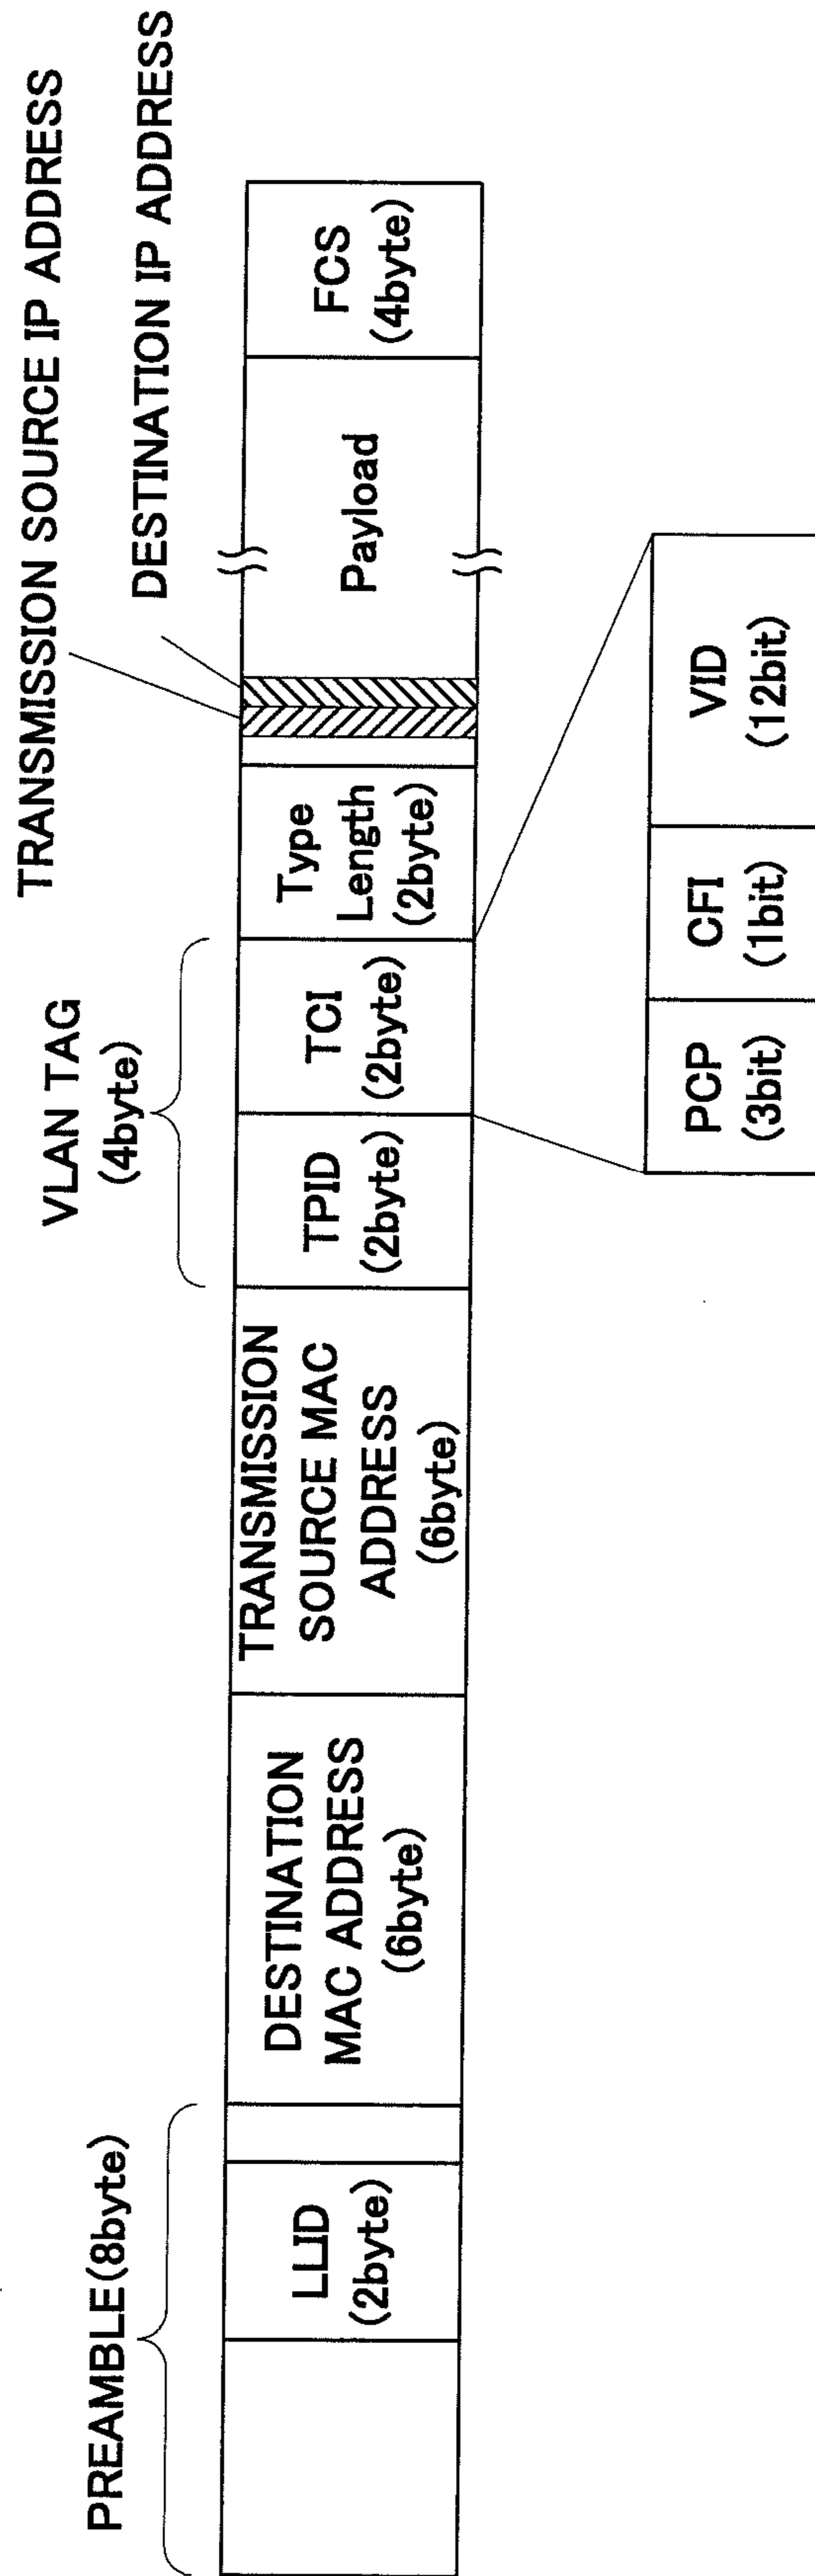 TRANSMISSION SOURCE IP ADDRESS
DESTINATION IP ADDRESS
VLAN TAG
(4byte)
PREAMBLE(8byte)
LLID
(2byte)
DESTINATION
MAC ADDRESS
(6byte)
TRANSMISSION
SOURCE MAC
ADDRESS
(6byte)
TPID
(2byte)
TCI
(2byte)
Type
Length
(2byte)
Payload
FCS
(4byte)
PCP
(3bit)
CFI
(1bit)
VID
(12bit)